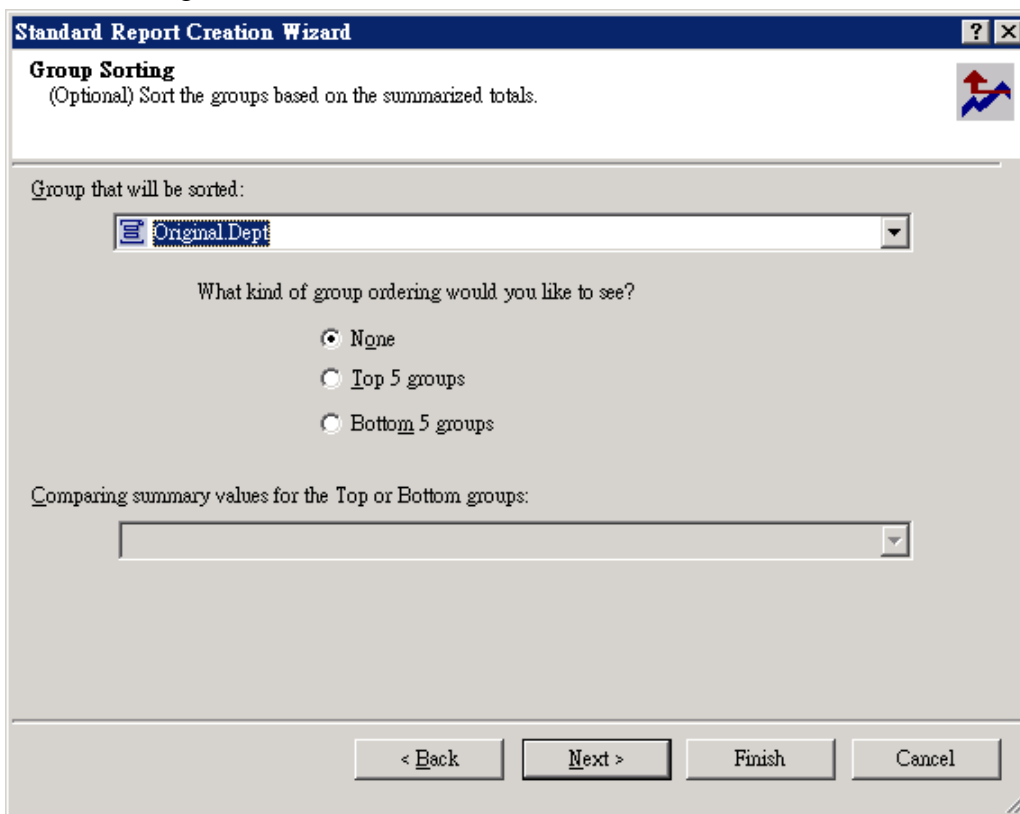 Standard Report Creation Wizard
Group Sorting
(Optional) Sort the groups based on the summarized totals.
Group that will be sorted:
Original.Dept
What kind of group ordering would you like to see?
None
Top 5 groups
Bottom 5 groups
Comparing summary values for the Top or Bottom groups:
< Back Next > Finish Cancel